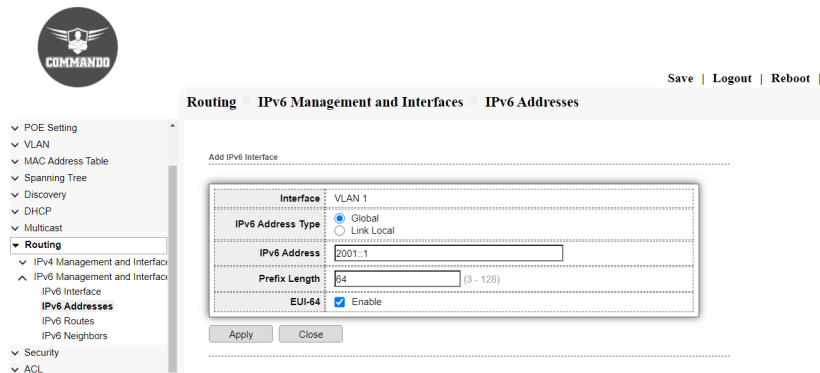 COMMANDO
Save | Logout | Reboot |
Routing » IPv6 Management and Interfaces » IPv6 Addresses
POE Setting
VLAN
MAC Address Table
Spanning Tree
Discovery
DHCP
Multicast
Routing
IPv4 Management and Interface
IPv6 Management and Interface
IPv6 Interface
IPv6 Addresses
IPv6 Routes
IPv6 Neighbors
Security
ACL
Add IPv6 Interface
Interface VLAN 1
IPv6 Address Type Global
Link Local
IPv6 Address 2001::1
Prefix Length 64 (3 - 128)
EUI-64 Enable
Apply Close